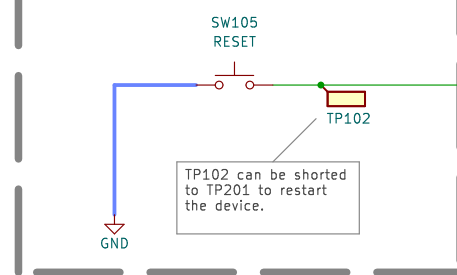 SW105
RESET
TP102
TP102 can be shorted
to TP201 to restart
the device.
GND